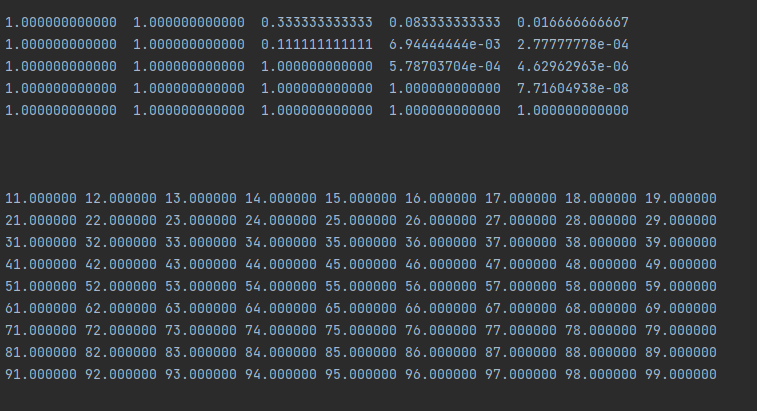 1.000000000000 1.000000000000 0.333333333333 0.083333333333 0.016666666667
1.000000000000 1.000000000000 0.111111111111 6.94444444e-03 2.77777778e-04
1.000000000000 1.000000000000 1.000000000000 5.78703704e-04 4.62962963e-06
1.000000000000 1.000000000000 1.000000000000 1.000000000000 7.71604938e-08
1.000000000000 1.000000000000 1.000000000000 1.000000000000 1.000000000000
11.000000 12.000000 13.000000 14.000000 15.000000 16.000000 17.000000 18.000000 19.000000
21.000000 22.000000 23.000000 24.000000 25.000000 26.000000 27.000000 28.000000 29.000000
31.000000 32.000000 33.000000 34.000000 35.000000 36.000000 37.000000 38.000000 39.000000
41.000000 42.000000 43.000000 44.000000 45.000000 46.000000 47.000000 48.000000 49.000000
51.000000 52.000000 53.000000 54.000000 55.000000 56.000000 57.000000 58.000000 59.000000
61.000000 62.000000 63.000000 64.000000 65.000000 66.000000 67.000000 68.000000 69.000000
71.000000 72.000000 73.000000 74.000000 75.000000 76.000000 77.000000 78.000000 79.000000
81.000000 82.000000 83.000000 84.000000 85.000000 86.000000 87.000000 88.000000 89.000000
91.000000 92.000000 93.000000 94.000000 95.000000 96.000000 97.000000 98.000000 99.000000